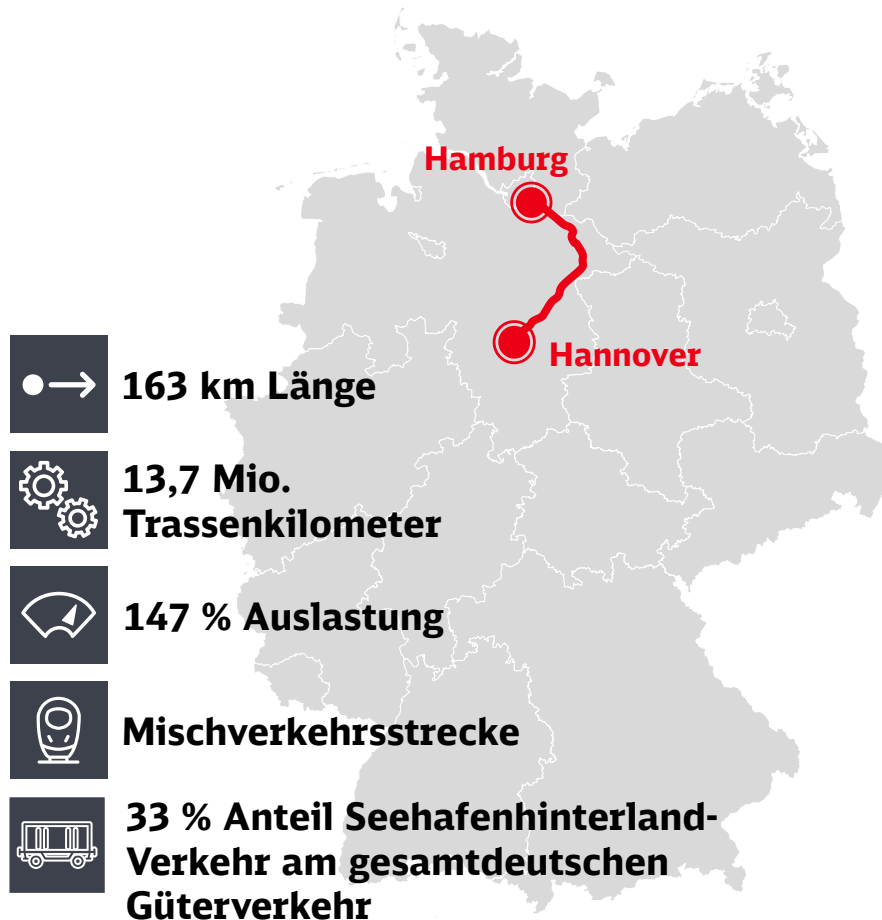 Hamburg
Hannover
163 km Länge
13,7 Mio.
Trassenkilometer
147 % Auslastung
Mischverkehrsstrecke
33 % Anteil Seehafenhinterland-
Verkehr am gesamtdeutschen
Güterverkehr